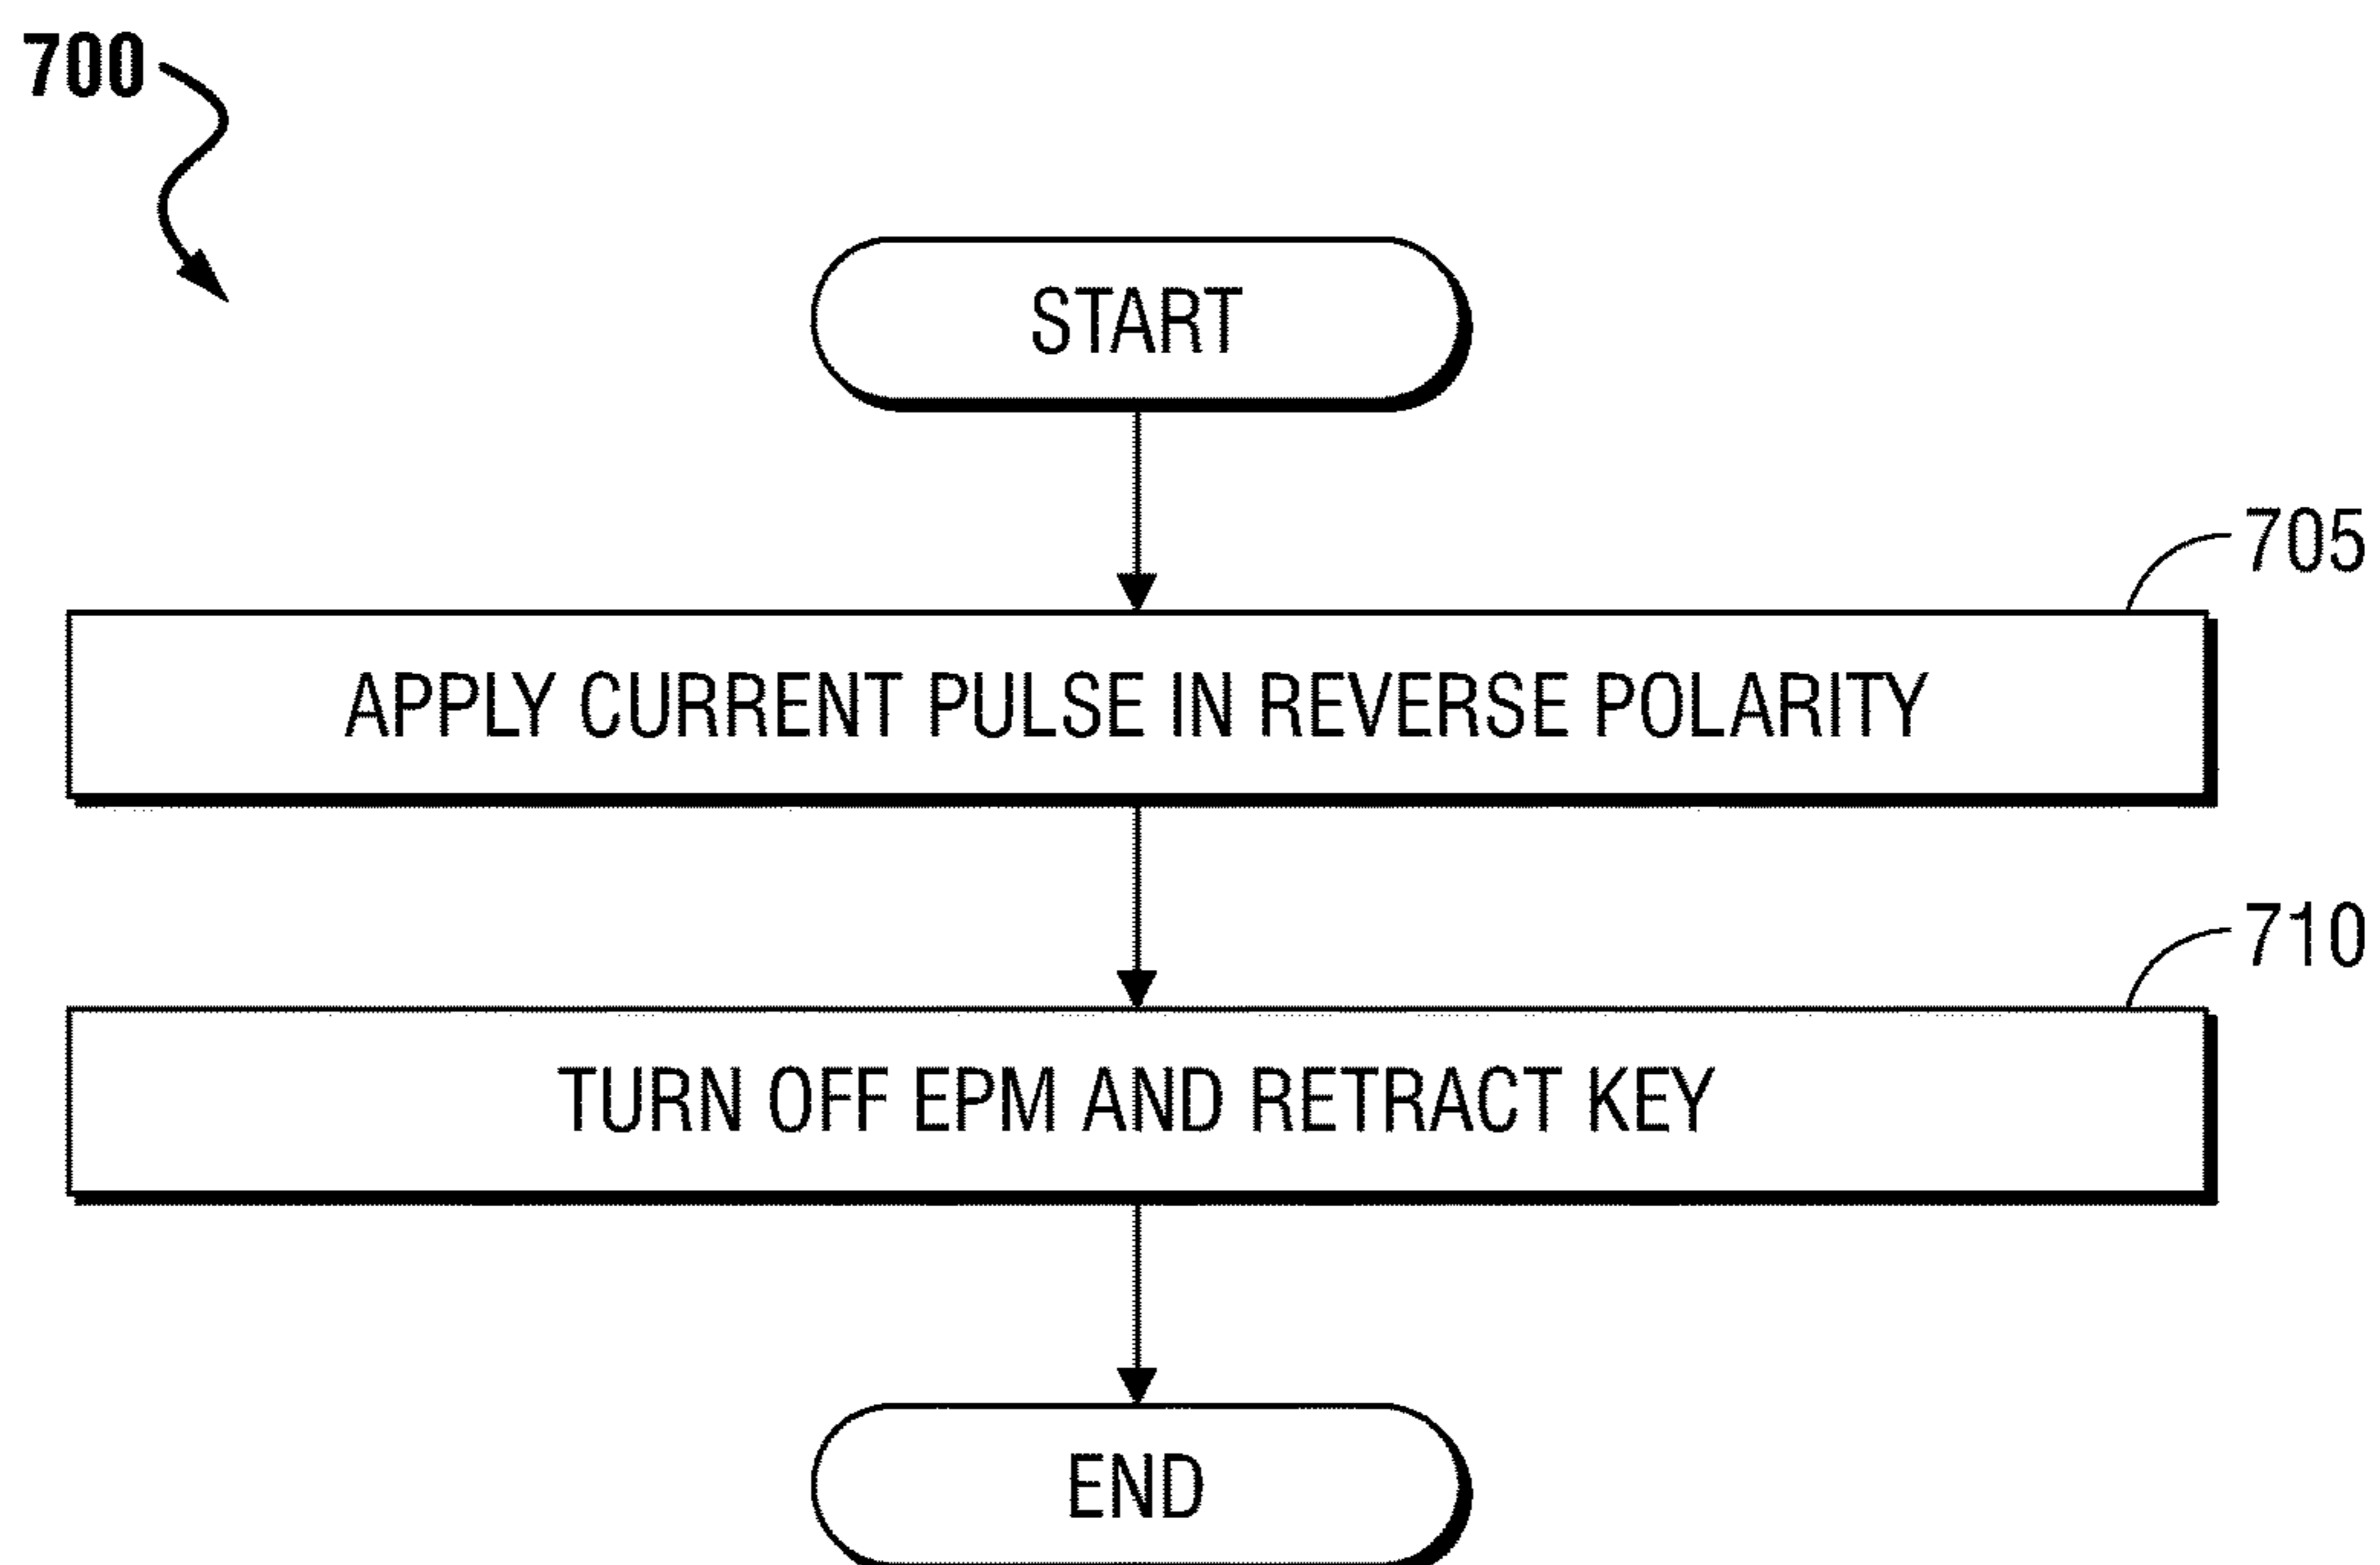 700
START
705
APPLY CURRENT PULSE IN REVERSE POLARITY
710
TURN OFF EPM AND RETRACT KEY
END